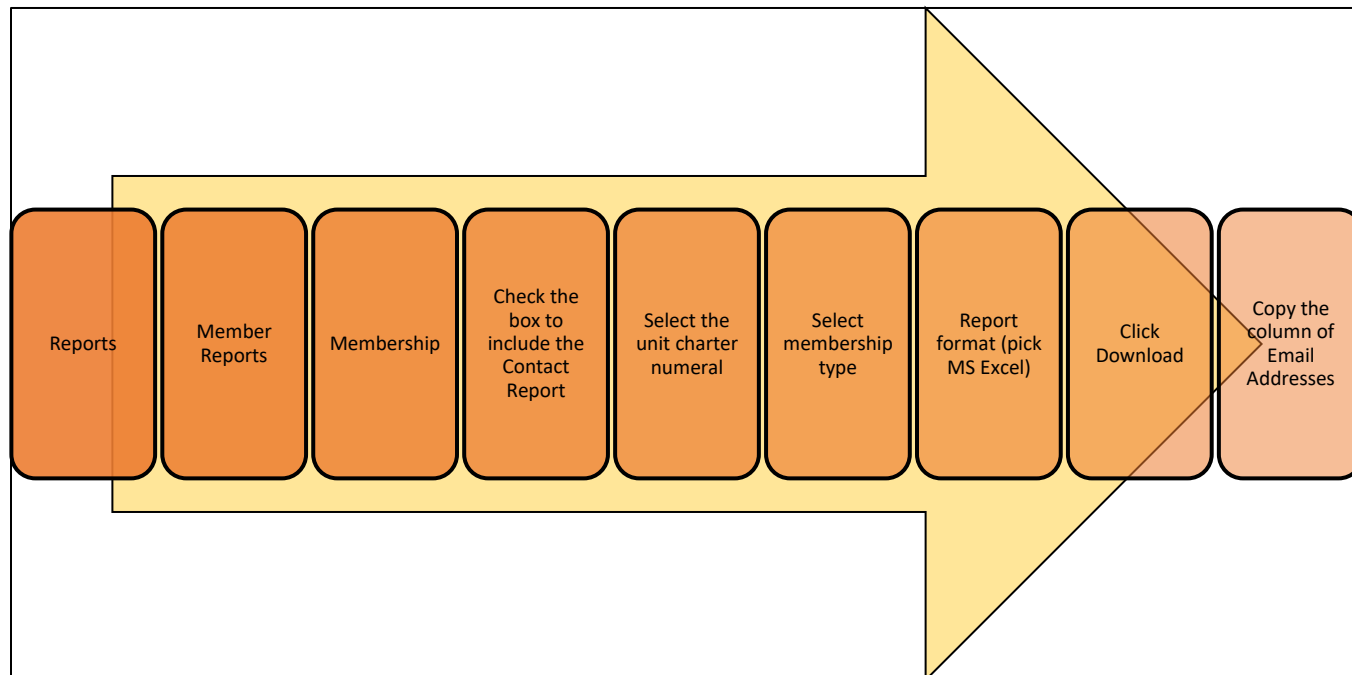 Reports
Member
Reports
Membership
Check the
box to
include the
Contact
Report
Select the
unit charter
numeral
Select
membership
type
Report
format (pick
MS Excel)
Click
Download
Copy the
column of
Email
Addresses